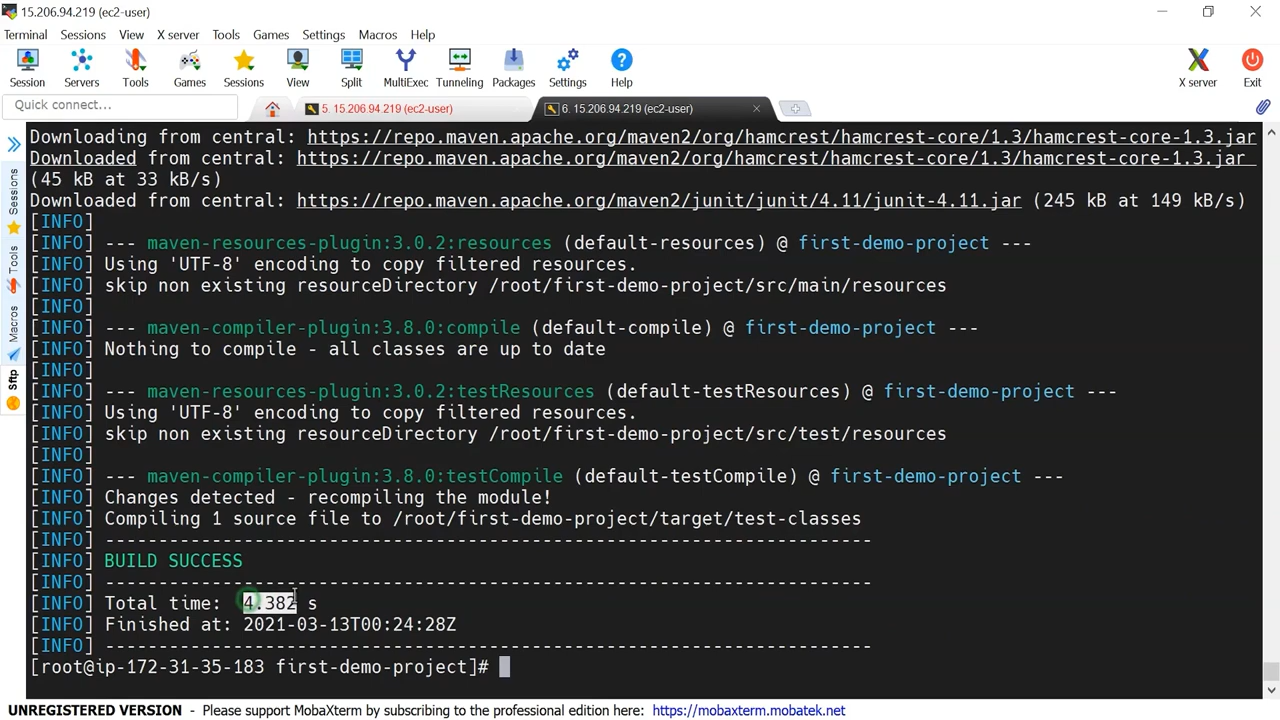 15.206.94.219 (ec2-user)
Terminal Sessions View X server Tools Games Settings Macros Help
Session Servers Tools Games Sessions View Split MultiExec Tunneling Packages Settings Help X server Exit
Quick connect... 5. 15.206.94.219 (ec2-user) 6. 15.206.94.219 (ec2-user)
Sessions
Tools
Macros
Sftp
Downloading from central: https://repo.maven.apache.org/maven2/org/hamcrest/hamcrest-core/1.3/hamcrest-core-1.3.jar
Downloaded from central: https://repo.maven.apache.org/maven2/org/hamcrest/hamcrest-core/1.3/hamcrest-core-1.3.jar
(45 kB at 33 kB/s)
Downloaded from central: https://repo.maven.apache.org/maven2/junit/junit/4.11/junit-4.11.jar (245 kB at 149 kB/s)
[INFO]
[INFO] --- maven-resources-plugin:3.0.2:resources (default-resources) @ first-demo-project ---
[INFO] Using 'UTF-8' encoding to copy filtered resources.
[INFO] skip non existing resourceDirectory /root/first-demo-project/src/main/resources
[INFO]
[INFO] --- maven-compiler-plugin:3.8.0:compile (default-compile) @ first-demo-project ---
[INFO] Nothing to compile - all classes are up to date
[INFO]
[INFO] --- maven-resources-plugin:3.0.2:testResources (default-testResources) @ first-demo-project ---
[INFO] Using 'UTF-8' encoding to copy filtered resources.
[INFO] skip non existing resourceDirectory /root/first-demo-project/src/test/resources
[INFO]
[INFO] --- maven-compiler-plugin:3.8.0:testCompile (default-testCompile) @ first-demo-project ---
[INFO] Changes detected - recompiling the module!
[INFO] Compiling 1 source file to /root/first-demo-project/target/test-classes
[INFO] ------------------------------------------------------------------------
[INFO] BUILD SUCCESS
[INFO] ------------------------------------------------------------------------
[INFO] Total time: 4.382 s
[INFO] Finished at: 2021-03-13T00:24:28Z
[INFO] ------------------------------------------------------------------------
[root@ip-172-31-35-183 first-demo-project]#
UNREGISTERED VERSION - Please support MobaXterm by subscribing to the professional edition here: https://mobaxterm.mobatek.net